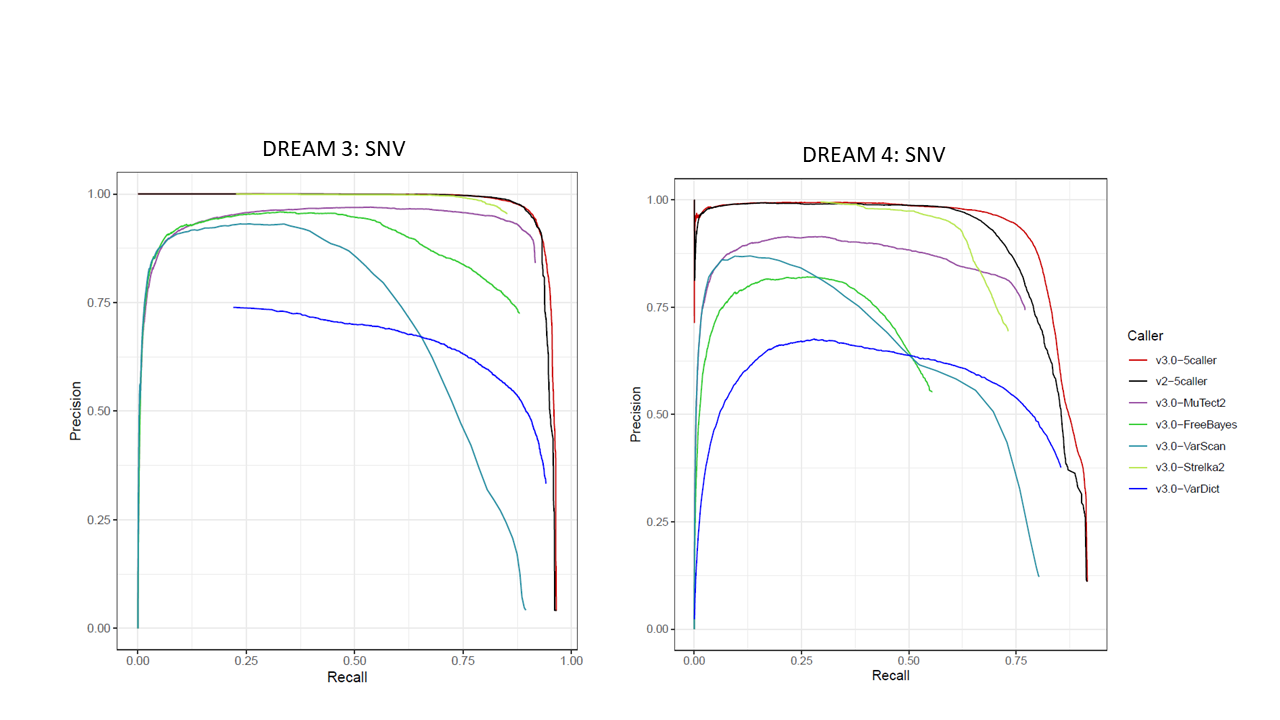 DREAM 3: SNV
DREAM 4: SNV
Precision
1.00
0.75
0.50
0.25
0.00
0.00
0.25
0.50
0.75
1.00
Recall
Precision
1.00
0.75
0.50
0.25
0.00
0.00
0.25
0.50
0.75
Recall
Caller
v3.0−5caller
v2−5caller
v3.0−MuTect2
v3.0−FreeBayes
v3.0−VarScan
v3.0−Strelka2
v3.0−VarDict